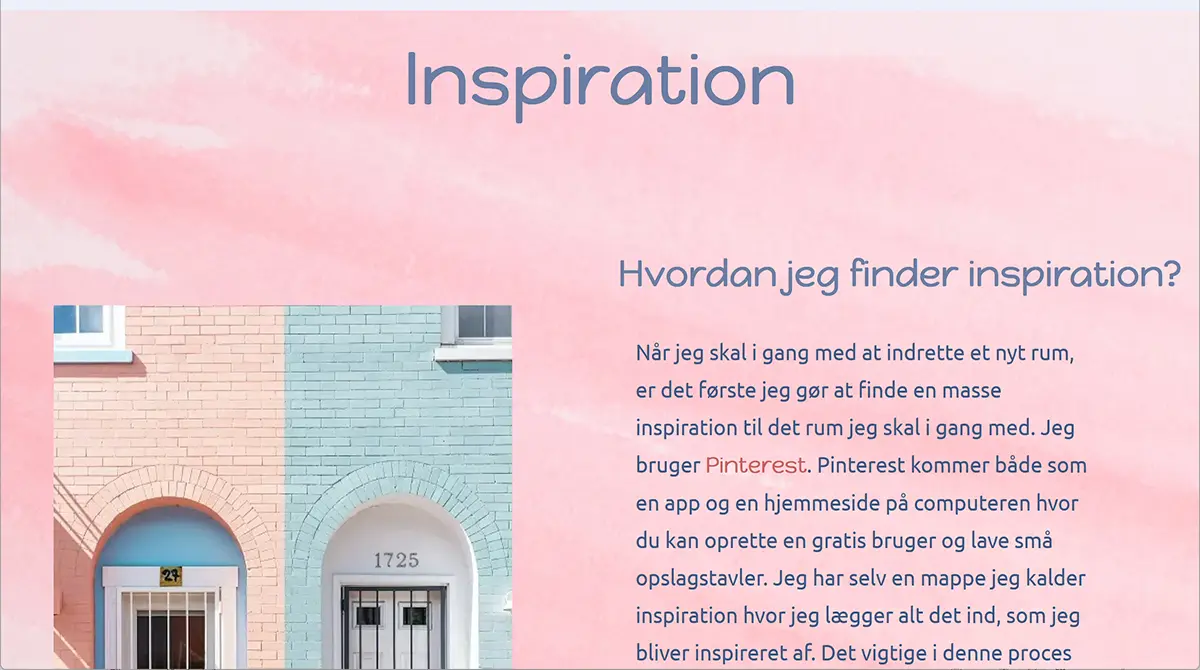 Inspiration
Hvordan jeg finder inspiration?
Når jeg skal i gang med at indrette et nyt rum,
er det første jeg gør at finde en masse
inspiration til det rum jeg skal i gang med. Jeg
bruger Pinterest. Pinterest kommer både som
en app og en hjemmeside på computeren hvor
du kan oprette en gratis bruger og lave små
opslagstavler. Jeg har selv en mappe jeg kalder
inspiration hvor jeg lægger alt det ind, som jeg
bliver inspireret af. Det vigtige i denne proces
1725
27